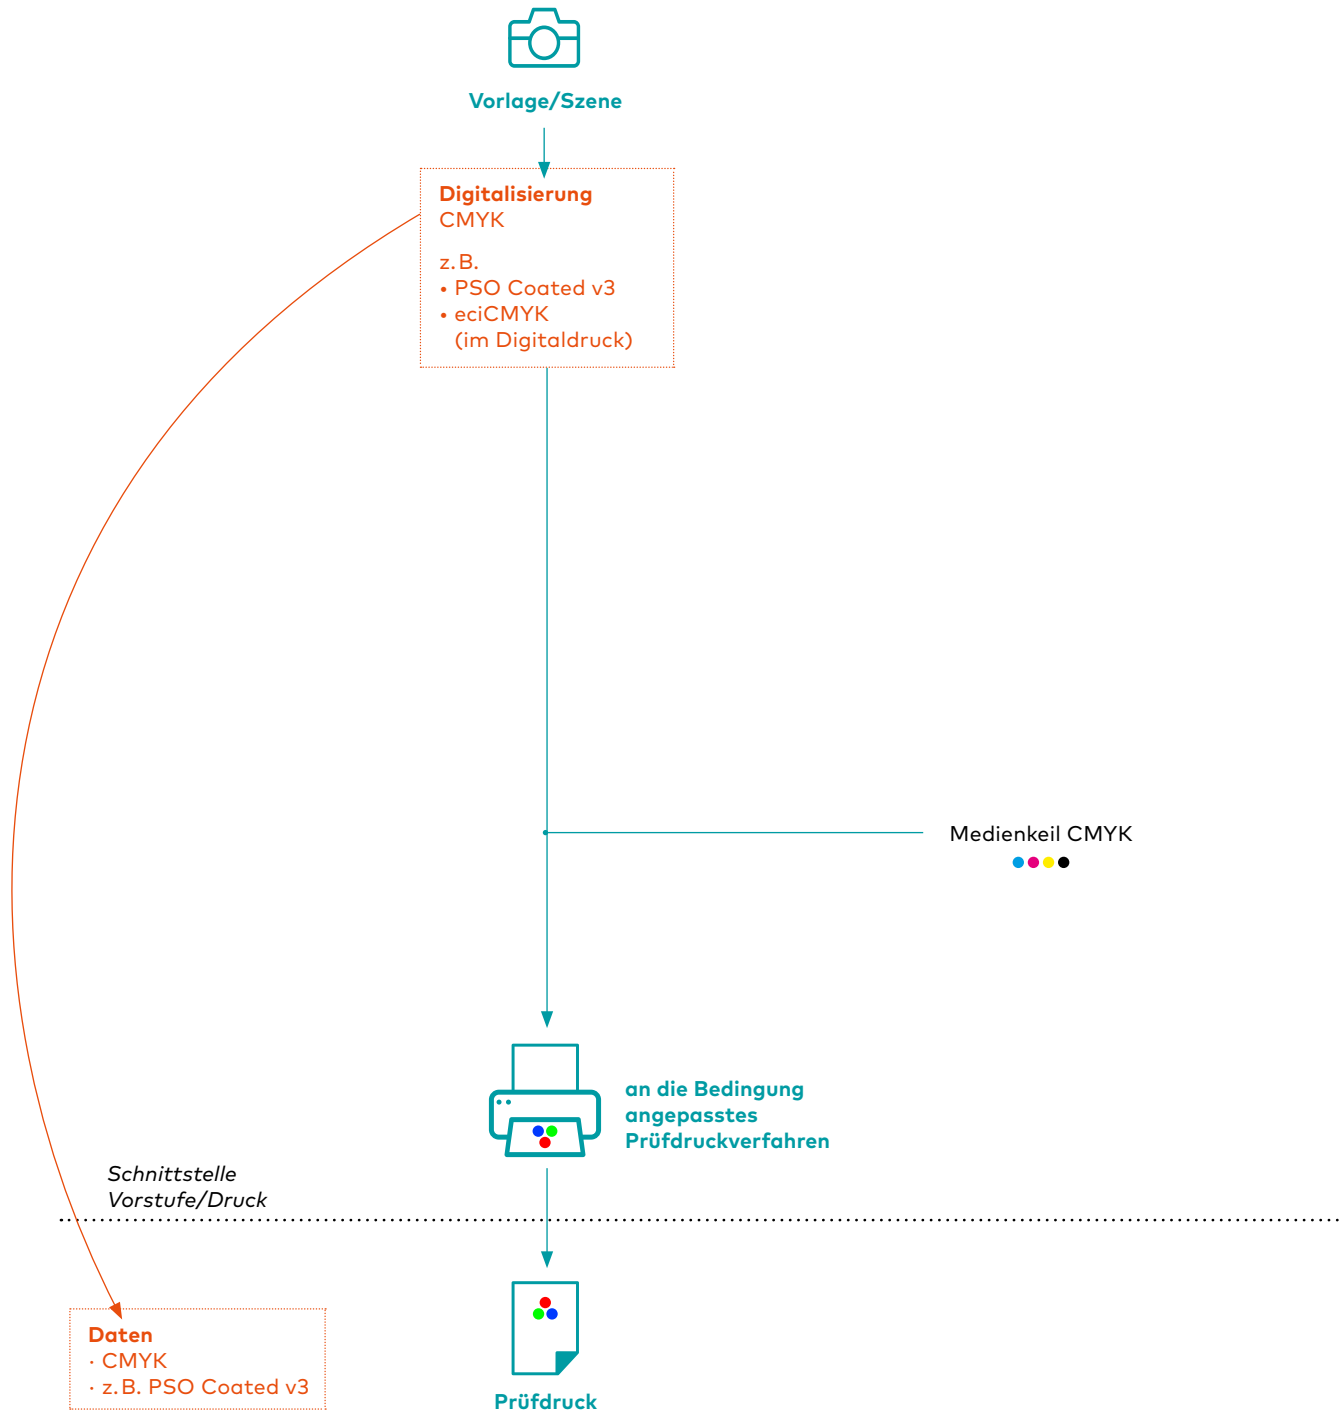 Vorlage/Szene
Digitalisierung
CMYK
z. B.
• PSO Coated v3
• eciCMYK
(im Digitaldruck)
Medienkeil CMYK
an die Bedingung
angepasstes
Prüfdruckverfahren
Schnittstelle
Vorstufe/Druck
Daten
· CMYK
· z. B. PSO Coated v3
Prüfdruck